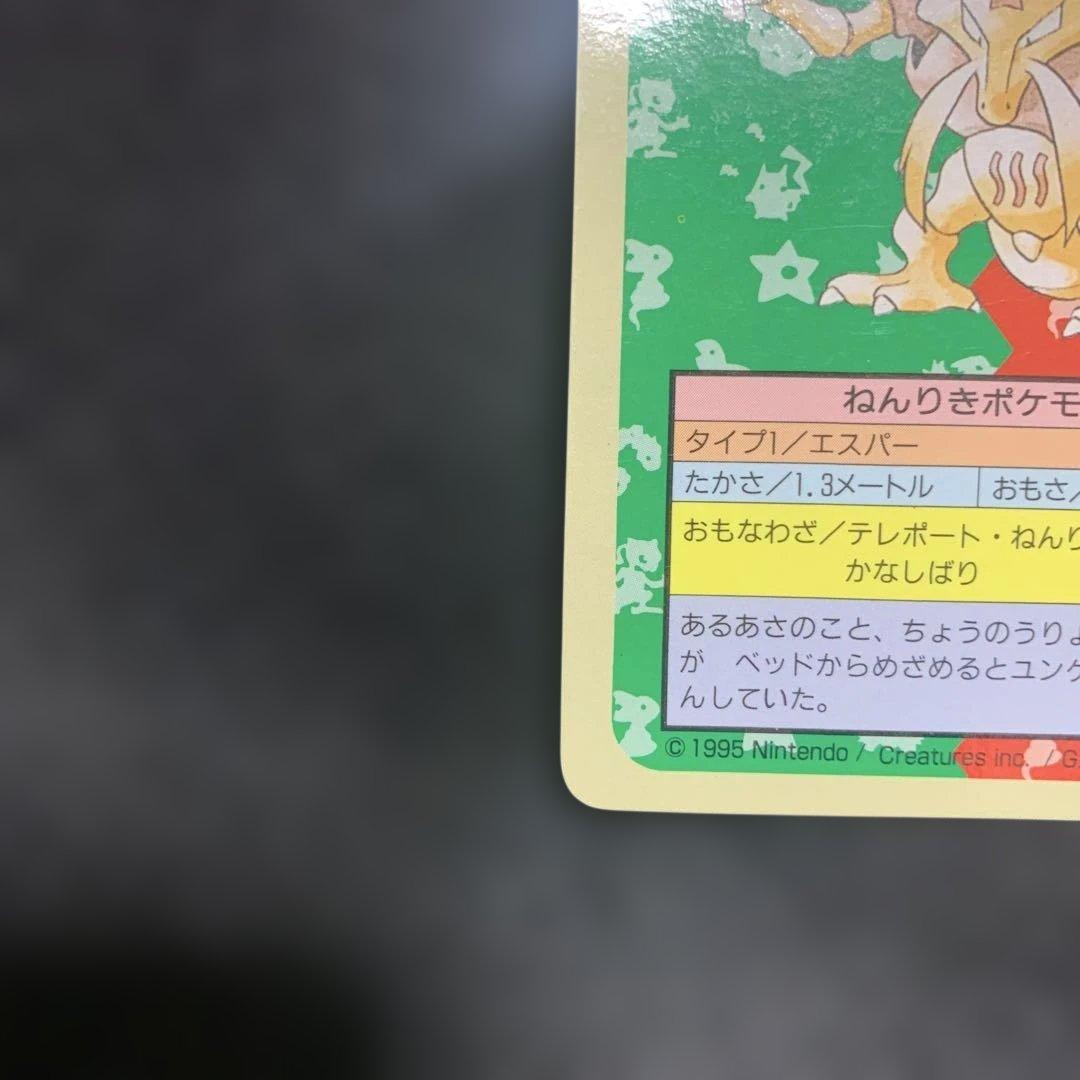 ねんりきポケモ
タイプ1／エスパー
たかさ／1.3メートル おもさ／
おもなわざ／テレポート・ねんり
かなしばり
あるあさのこと、ちょうのうりょ
が　ベッドからめざめるとユンゲ
んしていた。
© 1995 Nintendo / Creatures inc. / G